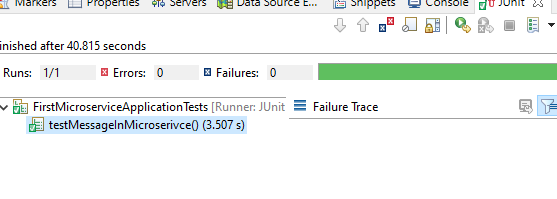 Markers Properties Servers Data Source E... Snippets Console JUnit
inished after 40.815 seconds
Runs: 1/1 Errors: 0 Failures: 0
FirstMicroserviceApplicationTests [Runner: JUnit Failure Trace
testMessageInMicroserivce() (3.507 s)